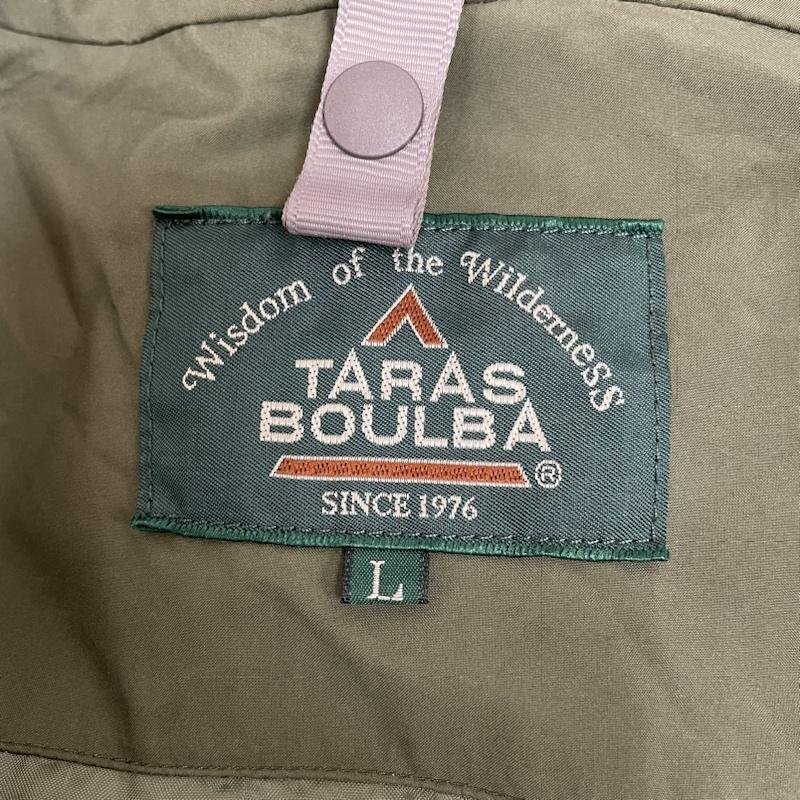 Wisdom of the Wilderness
TARAS
BOULBA
®
SINCE 1976
L